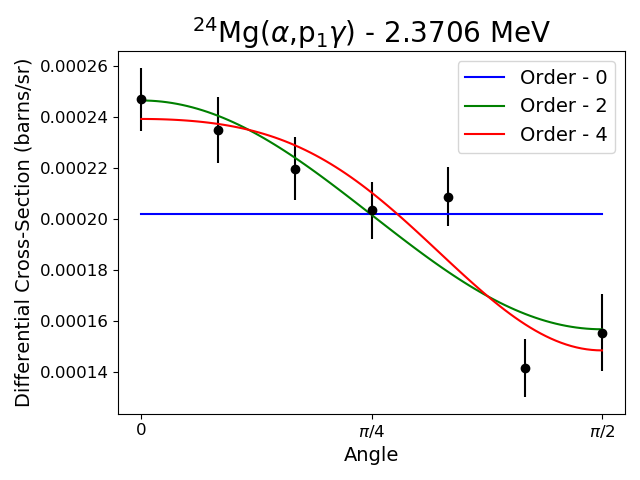 ²⁴Mg(α,p₁γ) - 2.3706 MeV
Differential Cross-Section (barns/sr)
0.00026
0.00024
0.00022
0.00020
0.00018
0.00016
0.00014
Order - 0
Order - 2
Order - 4
0
π/4
π/2
Angle